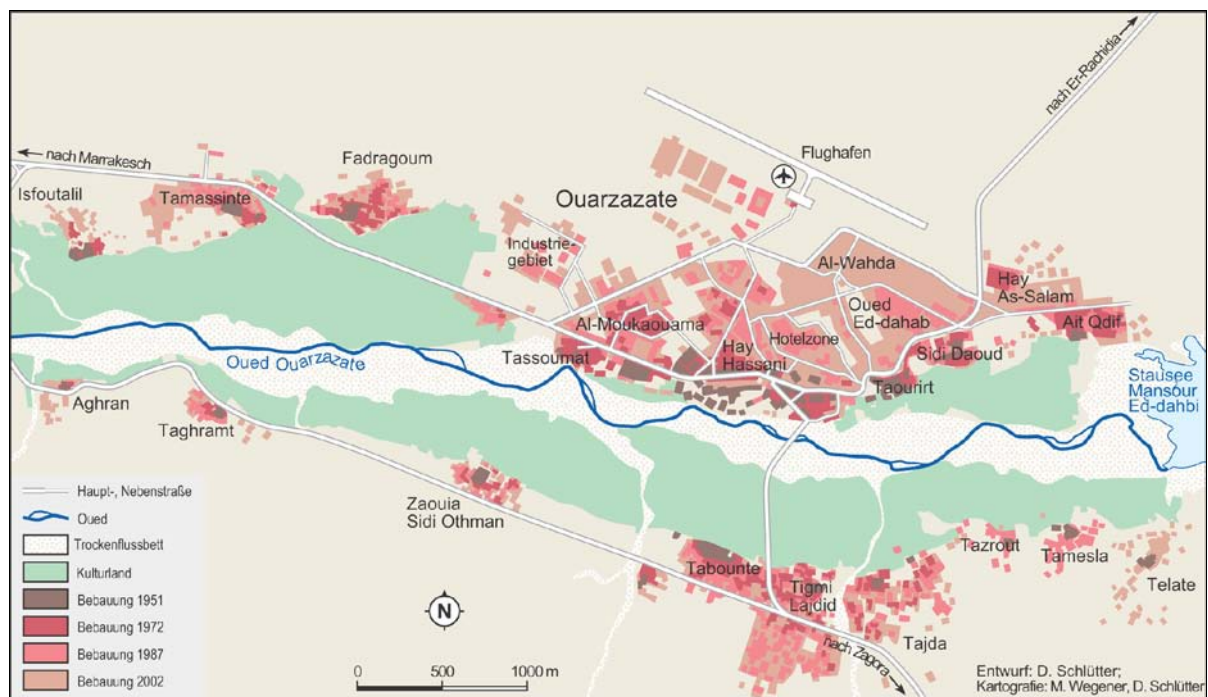 nach Er-Rachidia
nach Marrakesch
Isfoutalil
Tamassinte
Fadragoum
Ouarzazate
Flughafen
Industrie-
gebiet
Al-Wahda
Hay
As-Salam
Oued
Ed-dahab
Ait Qdif
Al-Moukaouama
Hotelzone
Hay
Hassani
Sidi Daoud
Tassoumat
Taourirt
Oued Ouarzazate
Stausee
Mansour
Ed-dahbi
Aghran
Taghramt
Zaouia
Sidi Othman
Tabounte
Tigmi
Lajdid
Tajda
Tazrout
Tamesla
Telate
nach Zagora
Haupt-, Nebenstraße
Oued
Trockenflussbett
Kulturland
Bebauung 1951
Bebauung 1972
Bebauung 1987
Bebauung 2002
N
0 500 1000 m
Entwurf: D. Schlütter;
Kartografie: M. Wegener, D. Schlütter